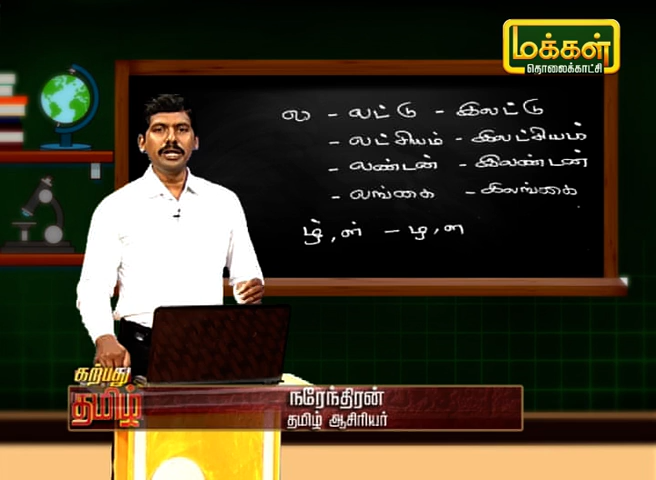 மக்கள்
தொலைக்காட்சி
ல - லட்டு - இலட்டு
- லட்சியம் - இலட்சியம்
- லண்டன் - இலண்டன்
- லங்கை - இலங்கை
ழ், ள் - ழ, ள
கற்பது
தமிழ்
நரேந்திரன்
தமிழ் ஆசிரியர்